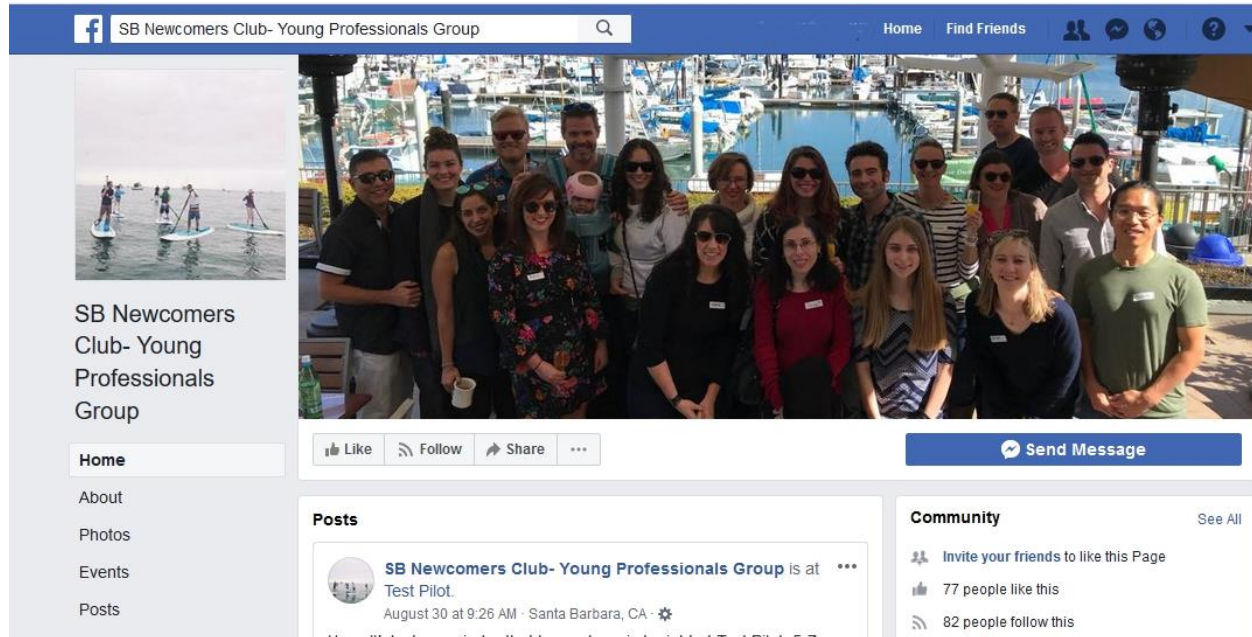 f
SB Newcomers Club- Young Professionals Group
Home
Find Friends
?
SB Newcomers
Club- Young
Professionals
Group
Home
About
Photos
Events
Posts
Like
Follow
Share
Send Message
Posts
SB Newcomers Club- Young Professionals Group is at
Test Pilot.
August 30 at 9:26 AM · Santa Barbara, CA ·
Community
See All
Invite your friends to like this Page
77 people like this
82 people follow this